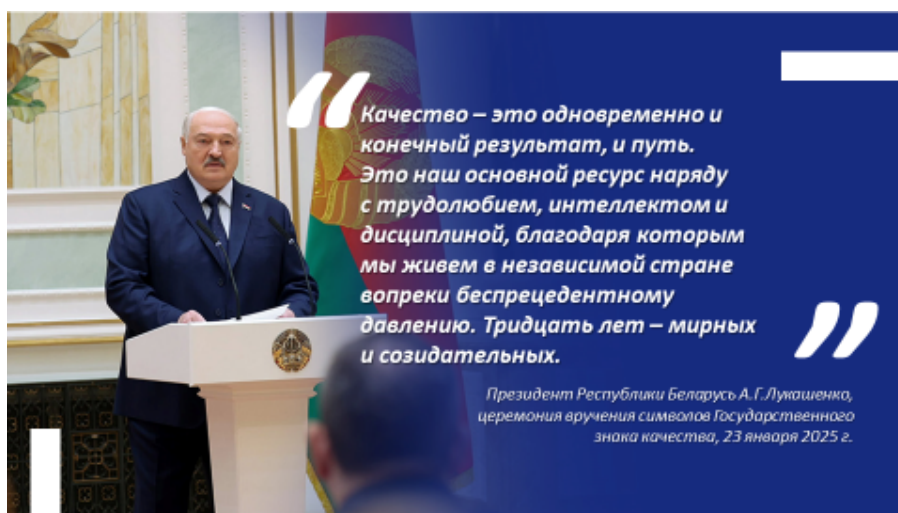 “
Качество – это одновременно и
конечный результат, и путь.
Это наш основной ресурс наряду
с трудолюбием, интеллектом и
дисциплиной, благодаря которым
мы живем в независимой стране
вопреки беспрецедентному
давлению. Тридцать лет – мирных
и созидательных.
”
Президент Республики Беларусь А.Г.Лукашенко,
церемония вручения символов Государственного
знака качества, 23 января 2025 г.